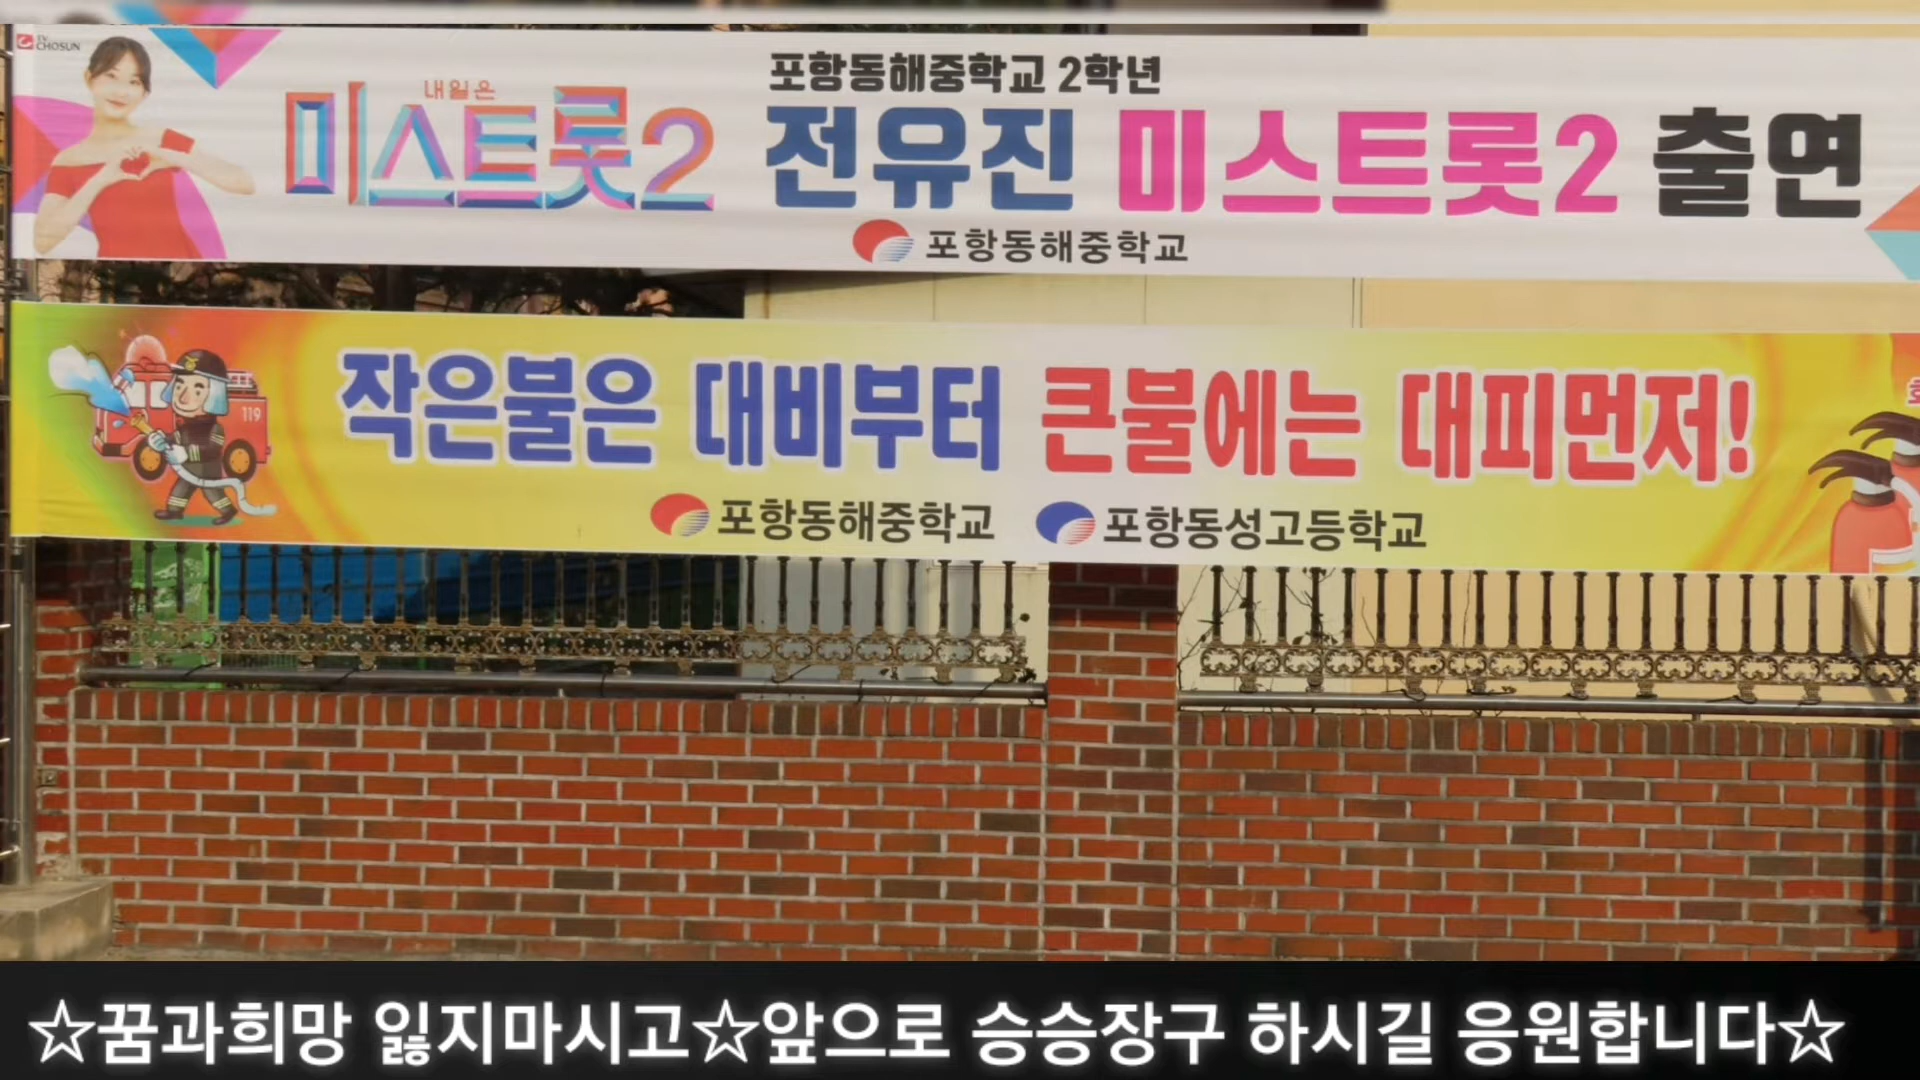 TV CHOSUN
포항동해중학교 2학년
내일은
미스트롯2 전유진 미스트롯2 출연
포항동해중학교
119
작은불은 대비부터 큰불에는 대피먼저!
포항동해중학교 포항동성고등학교
☆꿈과희망 잃지마시고☆앞으로 승승장구 하시길 응원합니다☆